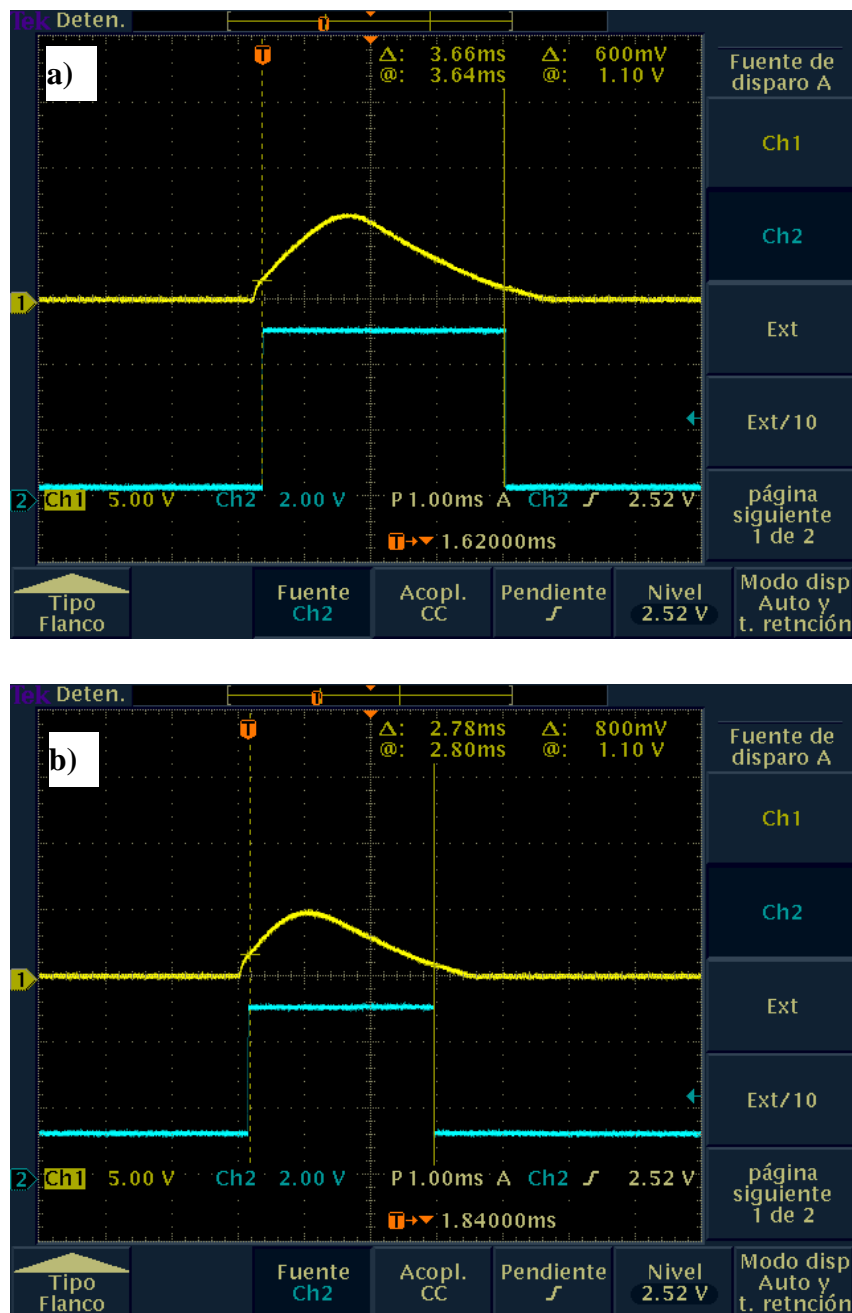 Tek Deten.
a)
Δ: 3.66ms Δ: 600mV
@: 3.64ms @: 1.10 V
T
1
2
Ch1 5.00 V Ch2 2.00 V P 1.00ms A Ch2 ƒ 2.52 V
T→▼ 1.62000ms
Fuente de
disparo A
Ch1
Ch2
Ext
Ext/10
página
siguiente
1 de 2
Tipo
Flanco
Fuente
Ch2
Acopl.
CC
Pendiente
ƒ
Nivel
2.52 V
Modo disp
Auto y
t. retnción
Tek Deten.
b)
Δ: 2.78ms Δ: 800mV
@: 2.80ms @: 1.10 V
T
1
2
Ch1 5.00 V Ch2 2.00 V P 1.00ms A Ch2 ƒ 2.52 V
T→▼ 1.84000ms
Fuente de
disparo A
Ch1
Ch2
Ext
Ext/10
página
siguiente
1 de 2
Tipo
Flanco
Fuente
Ch2
Acopl.
CC
Pendiente
ƒ
Nivel
2.52 V
Modo disp
Auto y
t. retnción